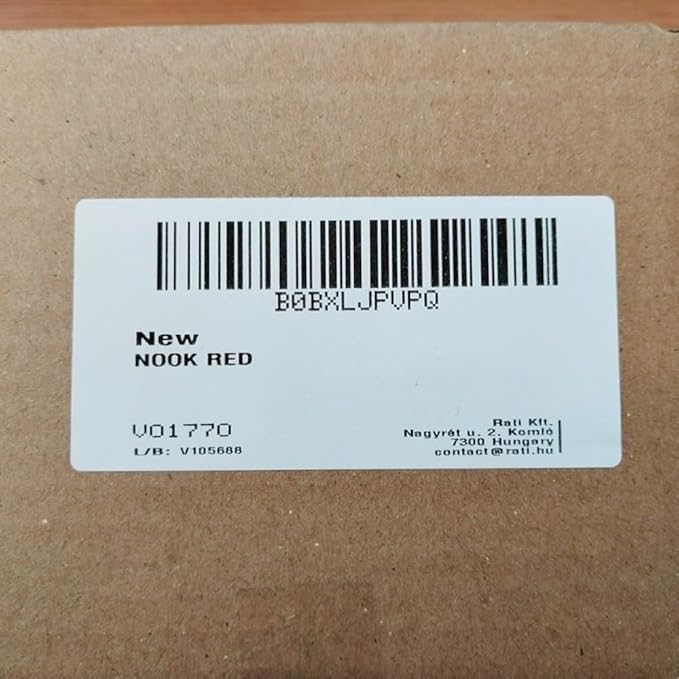 B0BXLJPVPQ
New
NOOK RED
V01770
L/B: V105688
Rati Kft.
Nagyrét u. 2. Komló
7300 Hungary
contact@rati.hu